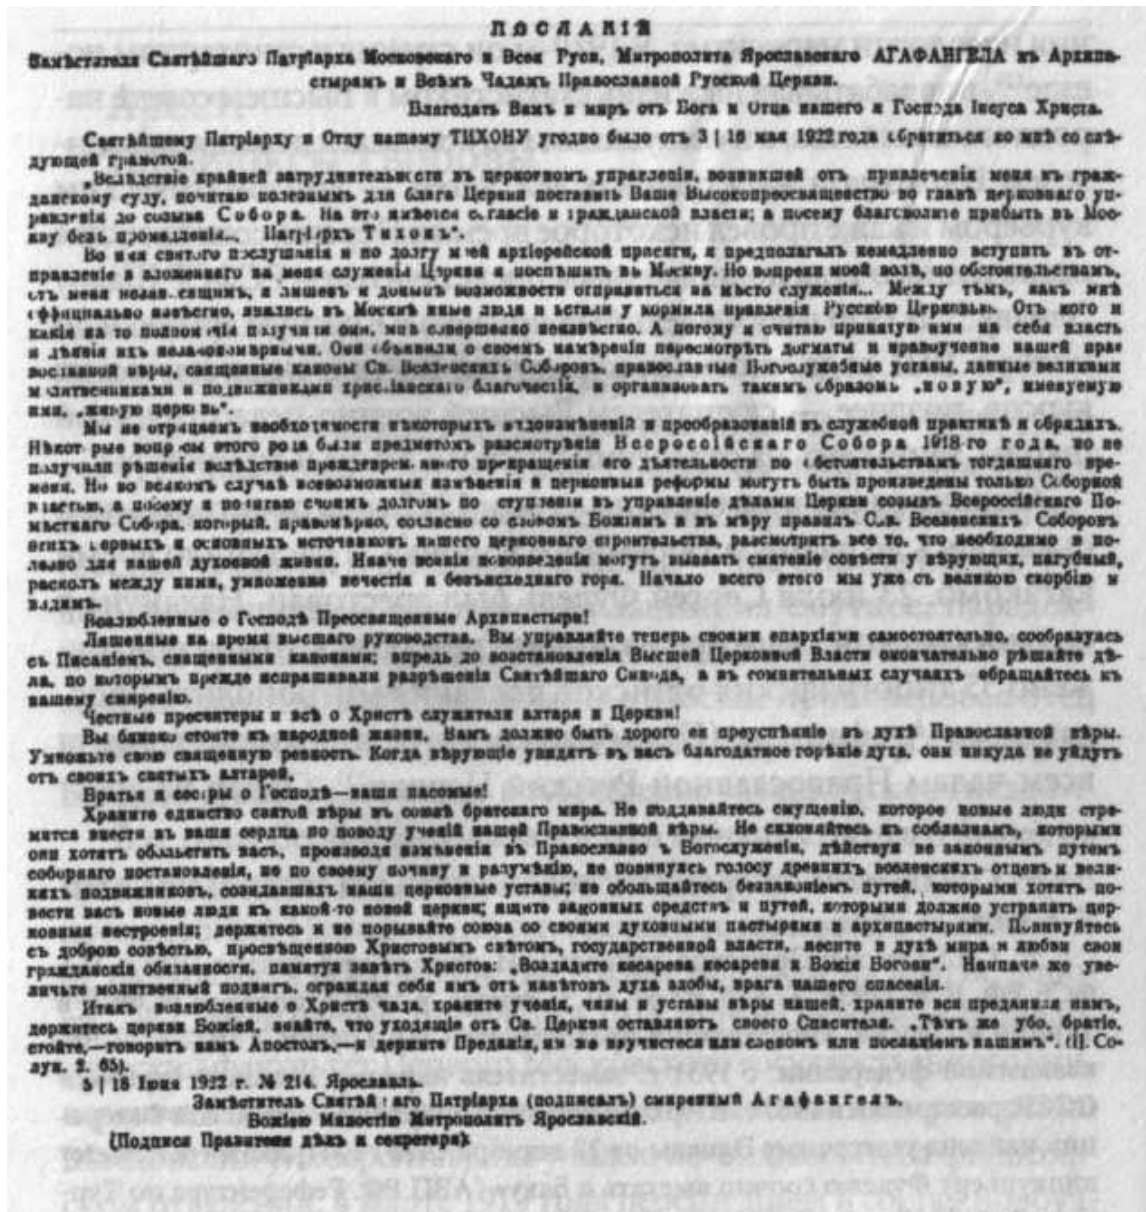 ПОСЛАНІЕ
Замѣстителя Святѣйшаго Патріарха Московскаго и Всея Руси, Митрополита Ярославскаго АГАФАНГЕЛА къ Архипа-
стырямъ и Всѣмъ Чадамъ Православной Русской Церкви.
Благодать Вамъ и миръ отъ Бога и Отца нашего и Господа Іисуса Христа.
Святѣйшему Патріарху и Отцу нашему ТИХОНУ угодно было отъ 3 | 16 мая 1922 года обратиться ко мнѣ со слѣ-
дующей грамотой.
„Вслѣдствіе крайней затруднительности въ церковномъ управленіи, возникшей отъ привлеченія меня къ граж-
данскому суду, почитаю полезнымъ для блага Церкви поставить Ваше Высокопреосвященство во главѣ церковнаго уп-
равленія до созыва Собора. На это имѣется согласіе и гражданской власти; а посему благоволите прибыть въ Мос-
кву безъ промедленія... Патріархъ Тихонъ“.
Во имя святого послушанія и по долгу моей архіерейской присяги, я предполагалъ немедленно вступить въ от-
правленіе возложеннаго на меня служенія Церкви и поспѣшить въ Москву. Но вопреки моей волѣ, по обстоятельствамъ,
отъ меня независящимъ, я лишенъ и донынѣ возможности отправиться на мѣсто служенія... Между тѣмъ, какъ мнѣ
оффиціально извѣстно, явились въ Москвѣ иные люди и встали у кормила правленія Русскою Церковью. Отъ кого и
какія на то полномочія получили они, мнѣ совершенно неизвѣстно. А потому я считаю принятую ими на себя власть
и дѣянія ихъ незакономѣрными. Они объявили о своемъ намѣреніи пересмотрѣть догматы и нравоученіе нашей пра
вославной вѣры, священные каноны Св. Вселенскихъ Соборовъ, православные Богослужебные уставы, данные великими
молитвенниками и подвижниками христіанскаго благочестія, и организовать такимъ образомъ „новую“, именуемую
ими, „живую церковь“.
Мы не отрицаемъ необходимости нѣкоторыхъ видоизмѣненій и преобразованій въ служебной практикѣ и обрядахъ.
Нѣкоторые вопросы этого рода были предметомъ разсмотрѣнія Всероссійскаго Собора 1918-го года, но не
получили рѣшенія вслѣдствіе преждевременнаго прекращенія его дѣятельности по обстоятельствамъ тогдашняго вре-
мени. Но во всякомъ случаѣ всевозможныя измѣненія и церковныя реформы могутъ быть произведены только Соборной
властью, а посему я почитаю своимъ долгомъ по вступленіи въ управленіе дѣлами Церкви созывъ Всероссійскаго По-
мѣстнаго Собора, который, правомѣрно, согласно со словомъ Божіимъ и въ мѣру правилъ Св. Вселенскихъ Соборовъ
этихъ первыхъ и основныхъ источниковъ нашего церковнаго строительства, разсмотритъ все то, что необходимо и по-
лезно для нашей духовной жизни. Иначе всякія нововведенія могутъ вызвать смятеніе совѣсти у вѣрующихъ, пагубный,
расколъ между ними, умноженіе нечестія и безъисходнаго горя. Начало всего этого мы уже съ великою скорбію и
видимъ.
Возлюбленные о Господѣ Преосвященные Архипастыри!
Лишенные на время высшаго руководства, Вы управляйте теперь своими епархіями самостоятельно, сообразуясь
съ Писаніемъ, священными канонами; впредь до возстановленія Высшей Церковной Власти окончательно рѣшайте дѣ-
ла, по которымъ прежде испрашивали разрѣшенія Святѣйшаго Синода, а въ сомнительныхъ случаяхъ обращайтесь къ
нашему смиренію.
Честные пресвитеры и всѣ о Христѣ служители алтаря и Церкви!
Вы близко стоите къ народной жизни. Вамъ должно быть дорого ея преуспѣяніе въ духѣ Православной вѣры.
Умножьте свою священную ревность. Когда вѣрующіе увидятъ въ васъ благодатное горѣніе духа, они никуда не уйдутъ
отъ своихъ святыхъ алтарей.
Братья и сестры о Господѣ—наши пасомые!
Храните единство святой вѣры въ союзѣ братскаго мира. Не поддавайтесь смущенію, которое новые люди стре-
мятся внести въ ваши сердца по поводу ученій нашей Православной вѣры. Не склоняйтесь къ соблазнамъ, которыми
они хотятъ обольстить васъ, производя измѣненія въ Православномъ Богослуженіи, дѣйствуя не законнымъ путемъ
соборнаго постановленія, но по своему почину и разумѣнію, не повинуясь голосу древнихъ вселенскихъ отцевъ и вели-
кихъ подвижниковъ, созидавшихъ наши церковные уставы; не обольщайтесь беззаконіемъ путей, которыми хотятъ по-
вести васъ новые люди къ какой-то новой церкви; ищите законныхъ средствъ и путей, которыми должно устранить цер-
ковныя нестроенія; держитесь и не порывайте союза со своими духовными пастырями и архипастырями. Повинуйтесь
съ доброю совѣстью, просвѣщенною Христовымъ свѣтомъ, государственной власти, несите въ духѣ мира и любви свои
гражданскія обязанности, памятуя завѣтъ Христовъ: „Воздадите кесарева кесареви и Божія Богови“. Наипаче же уве-
личьте молитвенный подвигъ, ограждая себя имъ отъ навѣтовъ духа злобы, врага нашего спасенія.
Итакъ возлюбленные о Христѣ чада, храните ученія, чины и уставы вѣры нашей, храните вся преданная намъ,
держитесь церкви Божіей, знайте, что уходящіе отъ Св. Церкви оставляютъ своего Спасителя. „Тѣмъ же убо, братіе,
стойте,—говоритъ намъ Апостолъ,—и держите Преданія, им же научистеся или словомъ или посланіемъ нашимъ“. (II. Со-
лун. 2. 65).
5 | 18 Іюня 1922 г. № 214. Ярославль.
Замѣститель Святѣйшаго Патріарха (подписалъ) смиренный Агафангелъ,
Божіею Милостію Митрополитъ Ярославскій.
(Подписи Правителя дѣлъ и секретаря).